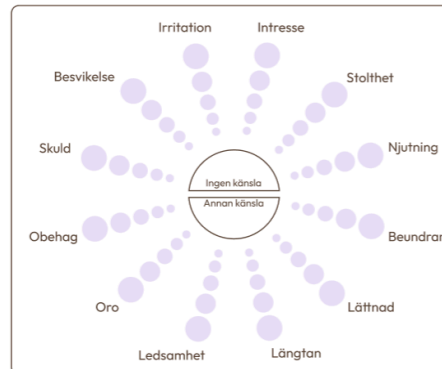 Irritation
Intresse
Besvikelse
Stolthet
Skuld
Njutning
Ingen känsla
Annan känsla
Obehag
Beundran
Oro
Lättnad
Ledsamhet
Längtan